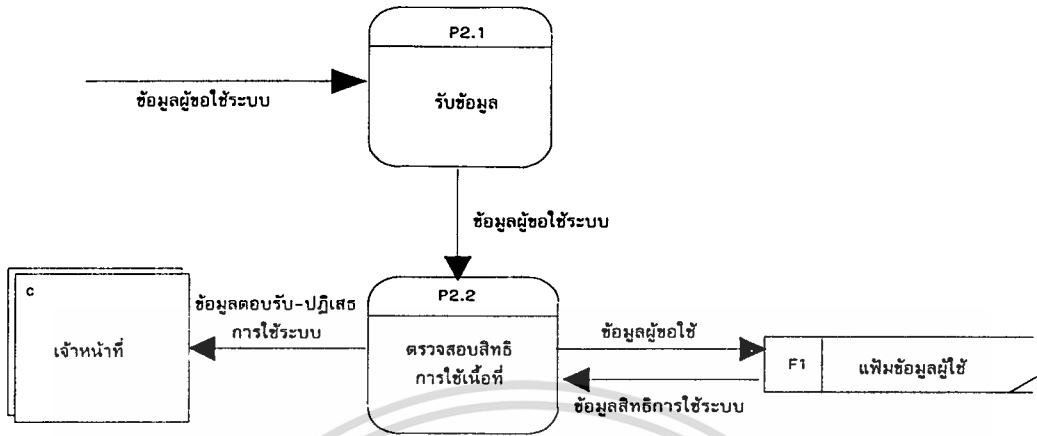 P2.1
รับข้อมูล
ข้อมูลผู้ขอใช้ระบบ
ข้อมูลผู้ขอใช้ระบบ
C
เจ้าหน้าที่
ข้อมูลตอบรับ-ปฏิเสธ
การใช้ระบบ
P2.2
ตรวจสอบสิทธิ
การใช้เนื้อที่
ข้อมูลผู้ขอใช้
ข้อมูลสิทธิการใช้ระบบ
F1
แฟ้มข้อมูลผู้ใช้